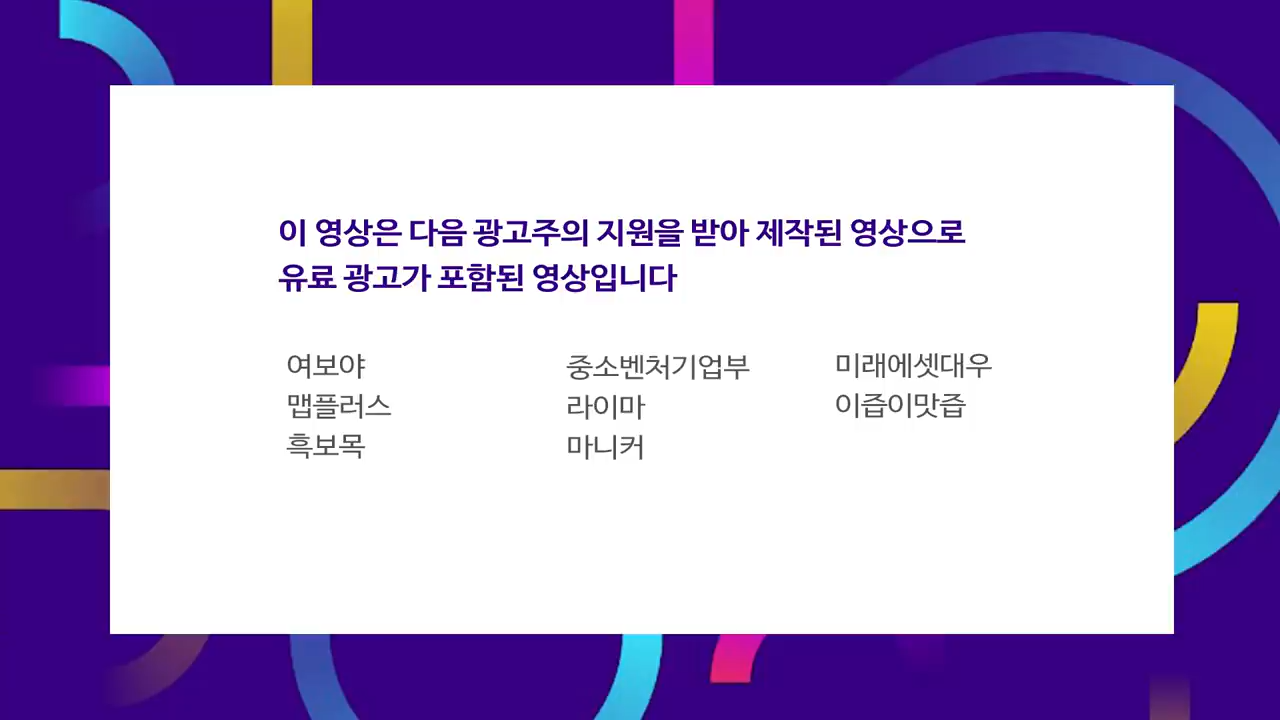 이 영상은 다음 광고주의 지원을 받아 제작된 영상으로
유료 광고가 포함된 영상입니다
여보야
맵플러스
흑보목
중소벤처기업부
라이마
마니커
미래에셋대우
이즙이맛즙